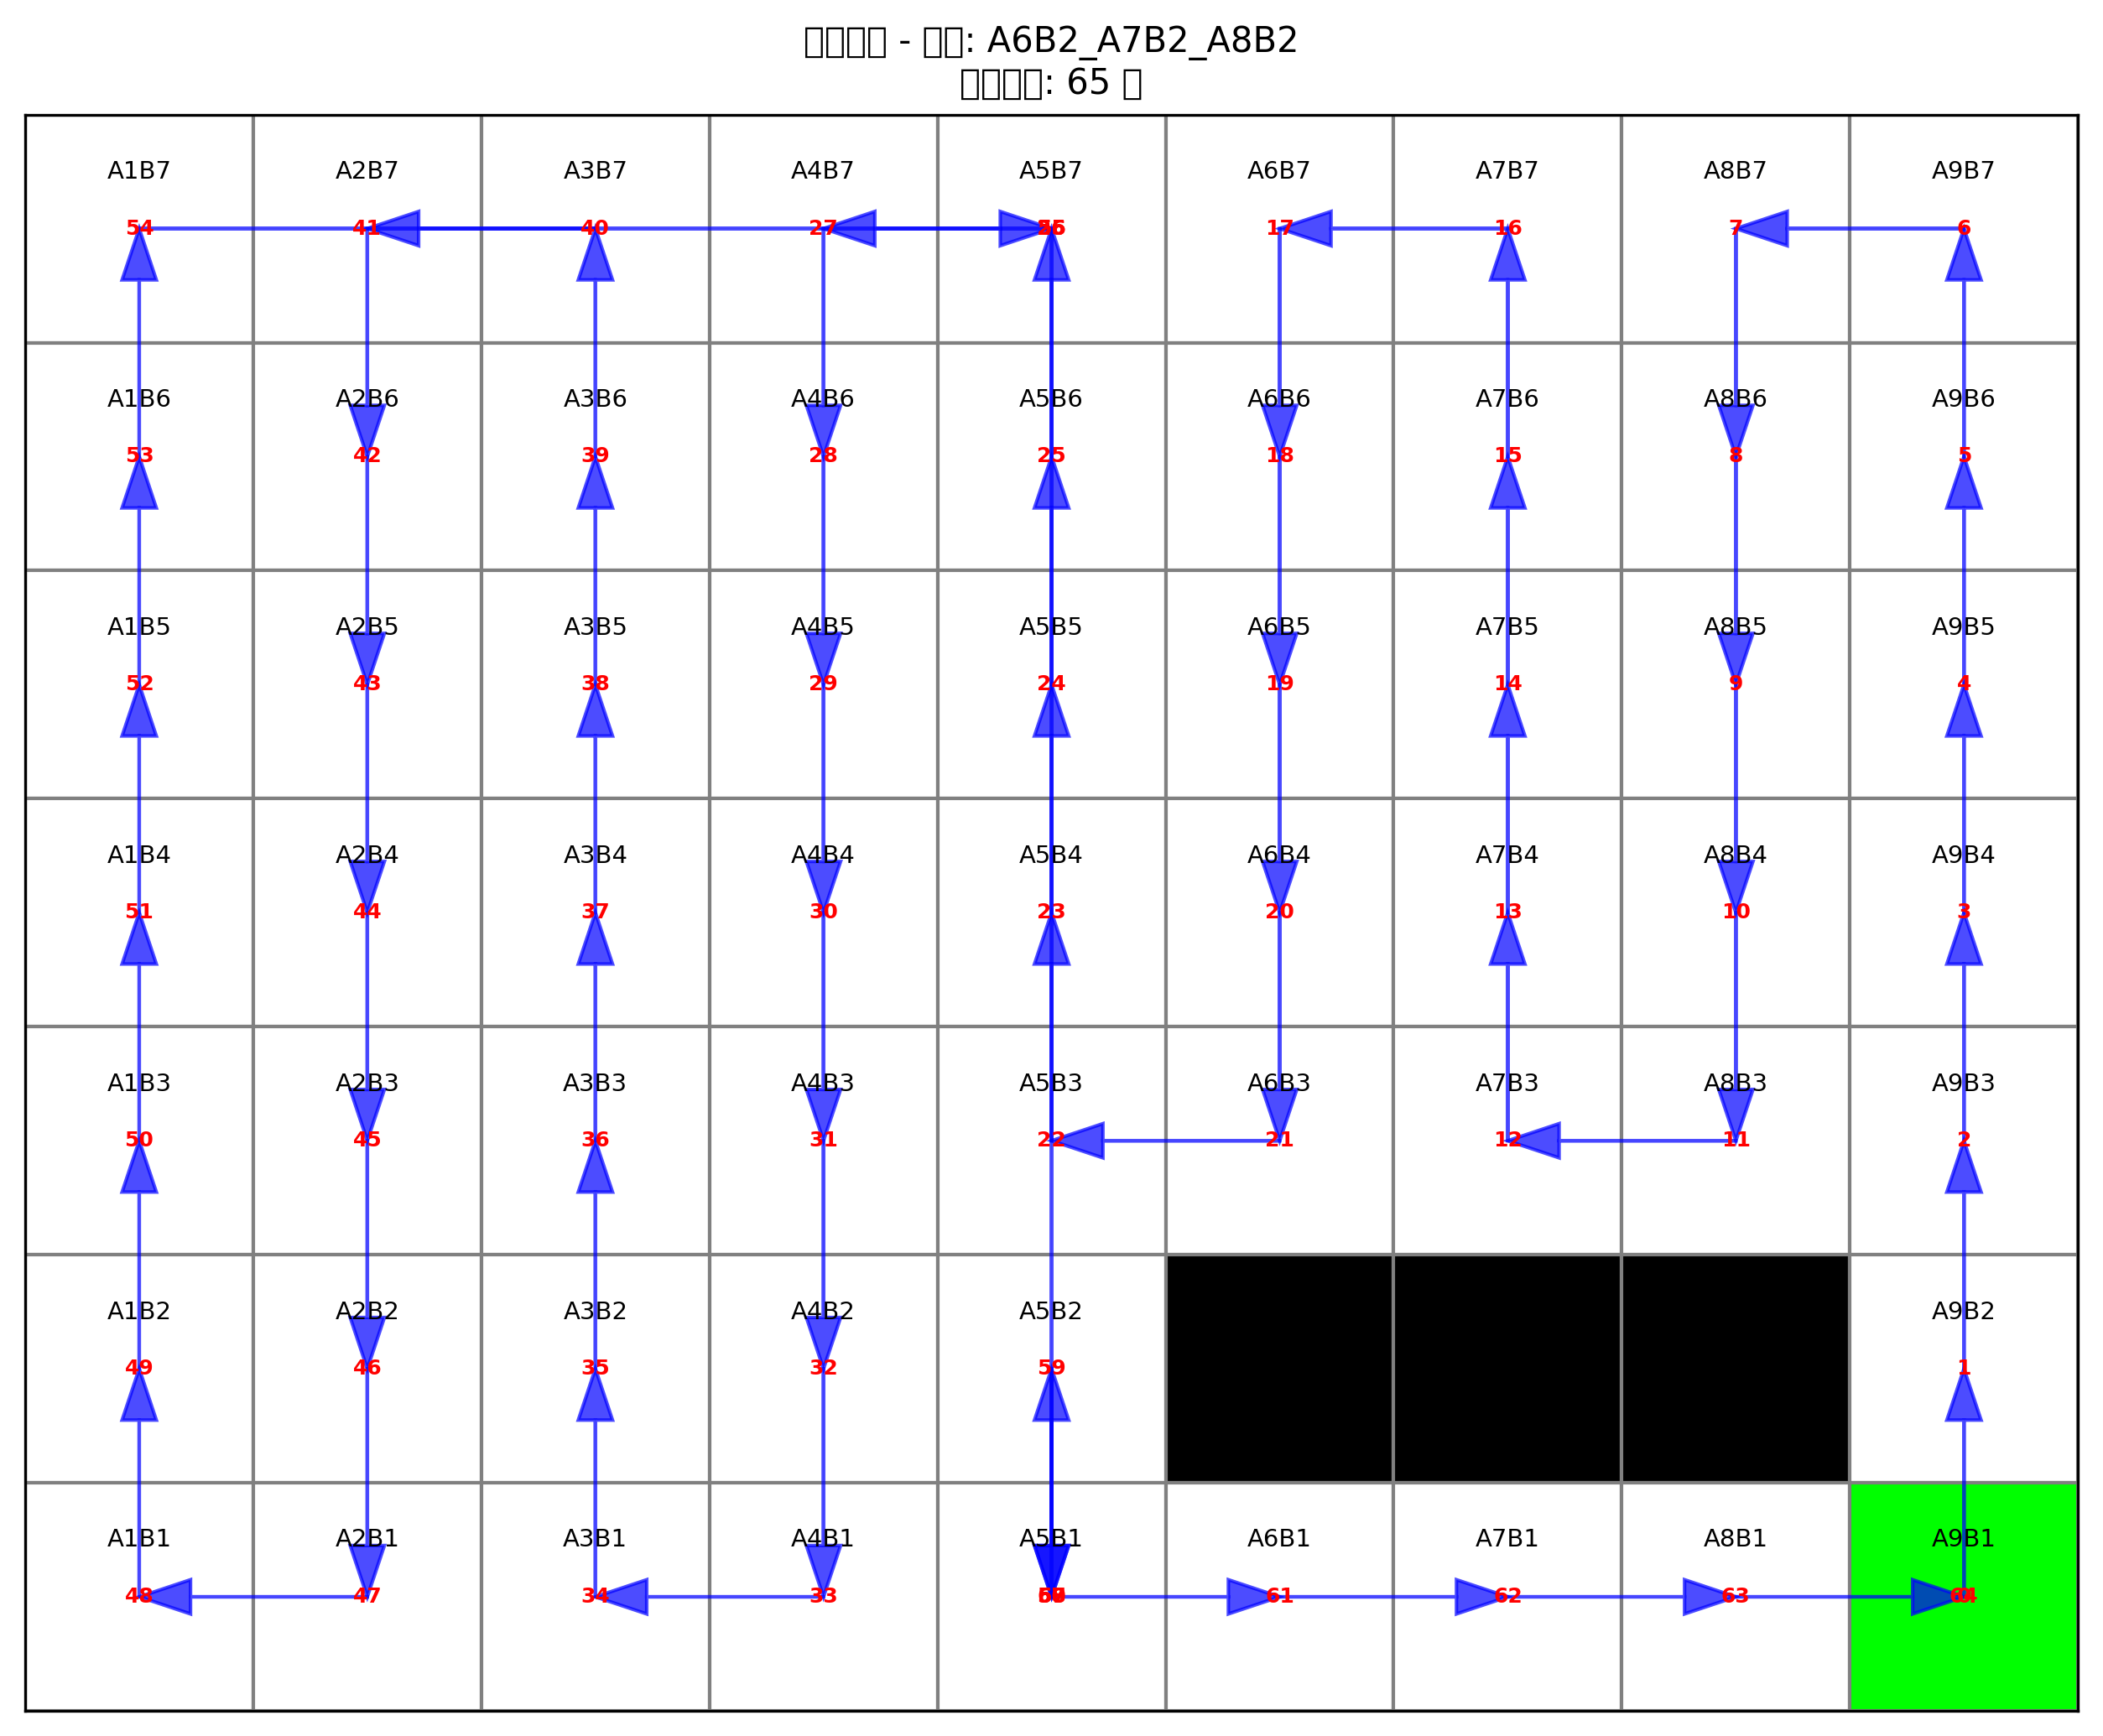 □□□□ - □□: A6B2_A7B2_A8B2
□□□□: 65 □
A1B7 A2B7 A3B7 A4B7 A5B7 A6B7 A7B7 A8B7 A9B7
54 41 40 27 17 16 7 6
A1B6 A2B6 A3B6 A4B6 A5B6 A6B6 A7B6 A8B6 A9B6
53 42 39 28 25 18 15 8 5
A1B5 A2B5 A3B5 A4B5 A5B5 A6B5 A7B5 A8B5 A9B5
52 43 38 29 24 19 14 9 4
A1B4 A2B4 A3B4 A4B4 A5B4 A6B4 A7B4 A8B4 A9B4
51 44 37 30 23 20 13 10 3
A1B3 A2B3 A3B3 A4B3 A5B3 A6B3 A7B3 A8B3 A9B3
50 45 36 31 22 21 12 11 2
A1B2 A2B2 A3B2 A4B2 A5B2 A9B2
49 46 35 32 59 1
A1B1 A2B1 A3B1 A4B1 A5B1 A6B1 A7B1 A8B1 A9B1
48 47 34 33 61 62 63